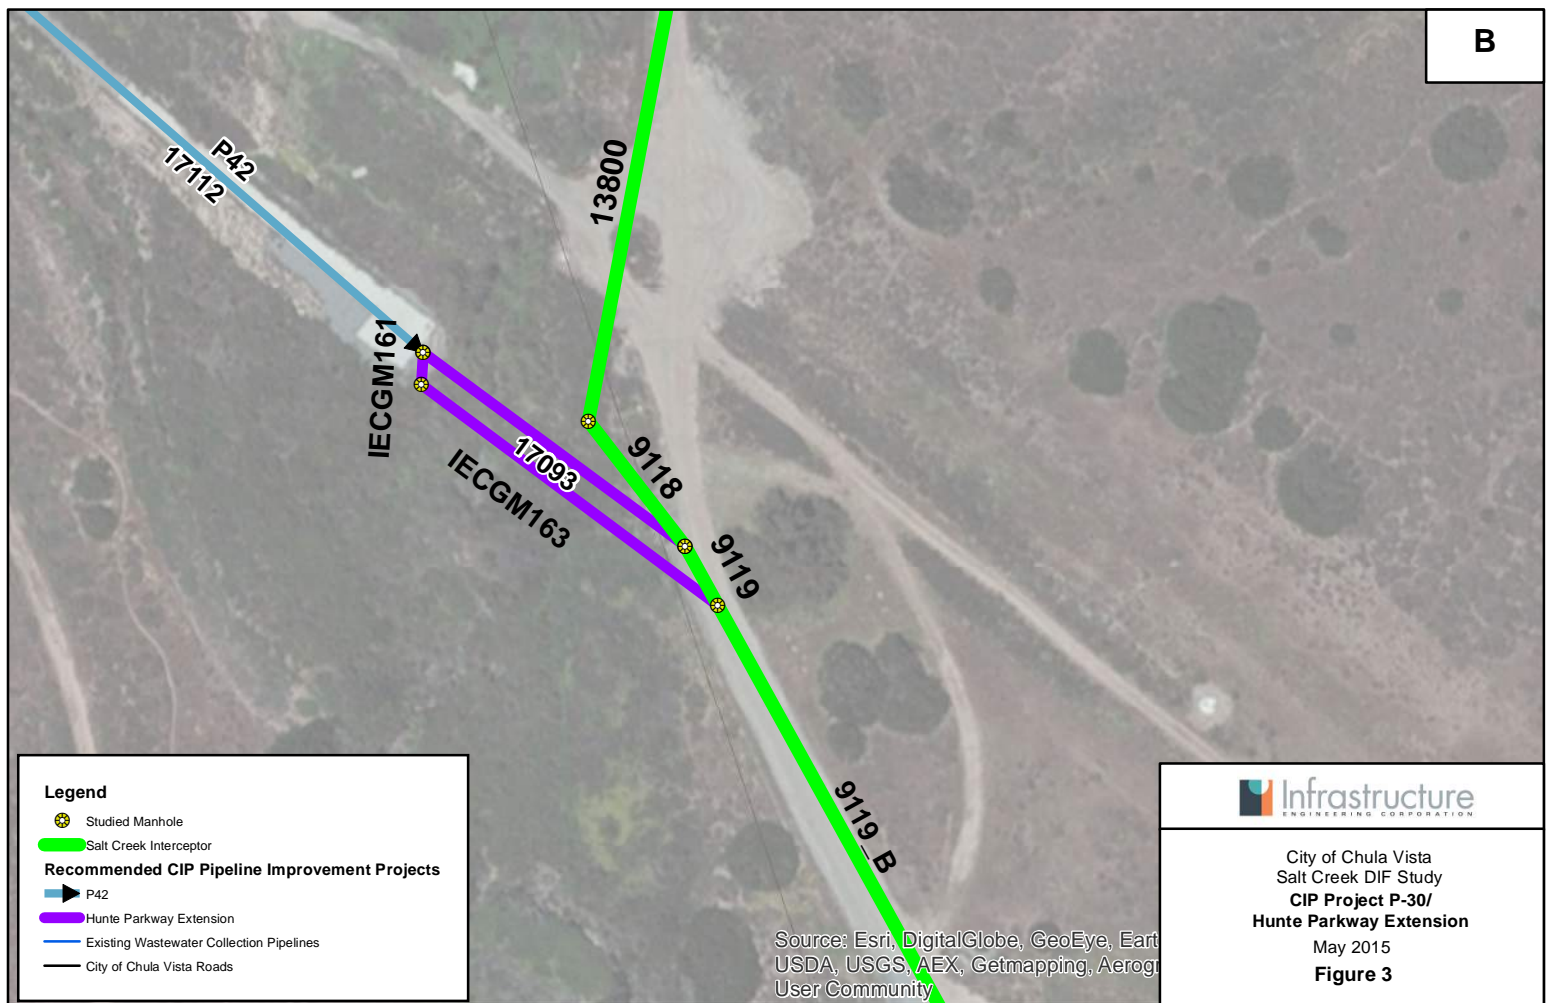 B
P42
17112
13800
IECGM161
17093
9118
IECGM163
9119
9119_B
Legend
Studied Manhole
Salt Creek Interceptor
Recommended CIP Pipeline Improvement Projects
P42
Hunte Parkway Extension
Existing Wastewater Collection Pipelines
City of Chula Vista Roads
Source: Esri, DigitalGlobe, GeoEye, Eart
USDA, USGS, AEX, Getmapping, Aerogr
User Community
Infrastructure
ENGINEERING CORPORATION
City of Chula Vista
Salt Creek DIF Study
CIP Project P-30/
Hunte Parkway Extension
May 2015
Figure 3